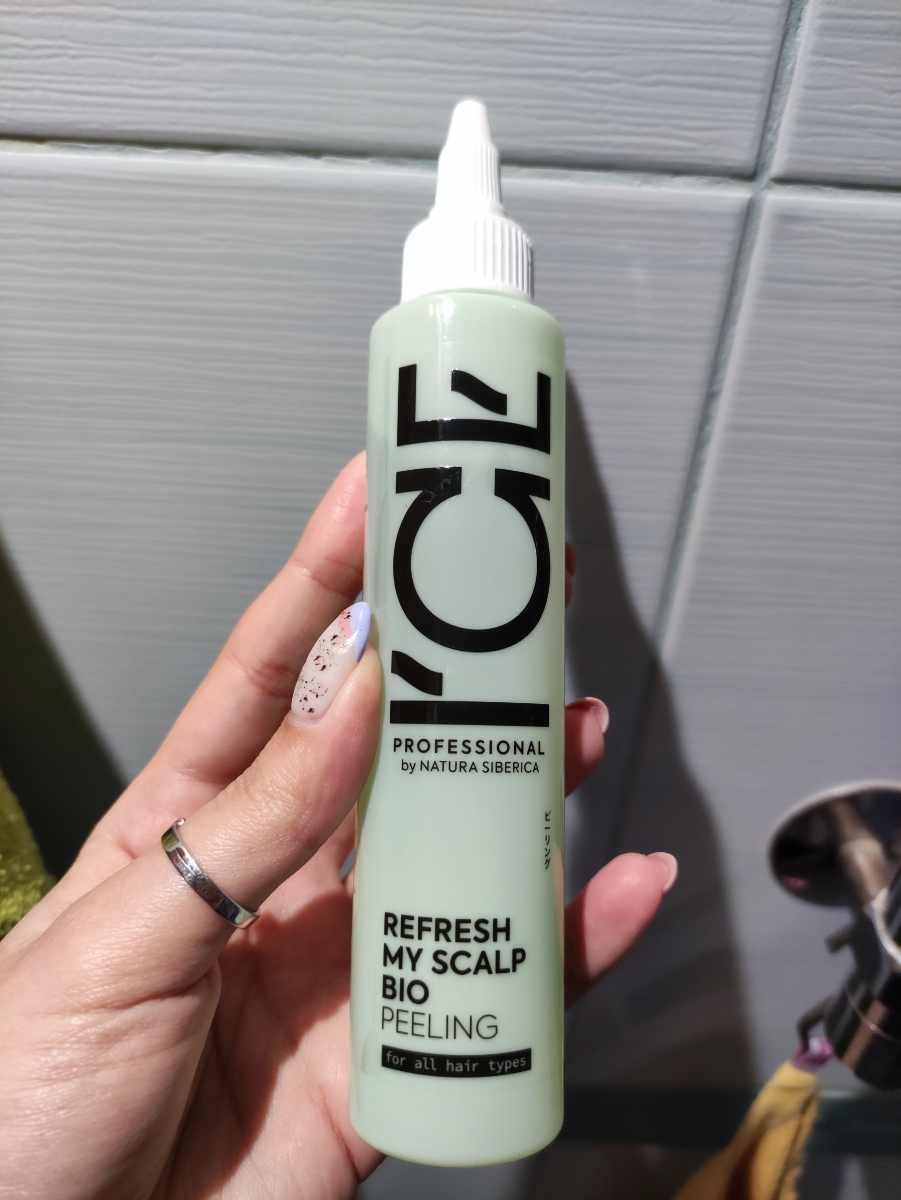 I'CE
PROFESSIONAL
by NATURA SIBERICA
ピーリング
REFRESH
MY SCALP
BIO
PEELING
for all hair types